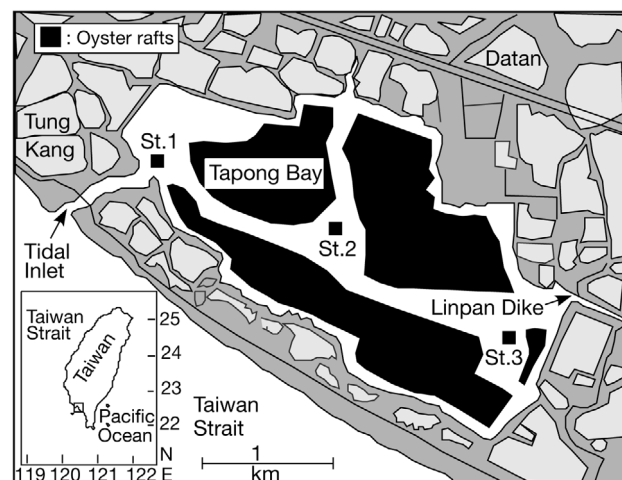 : Oyster rafts
Datan
Tung
Kang
St.1
Tapong Bay
St.2
Tidal
Inlet
Linpan Dike
St.3
Taiwan
Strait
Taiwan
Pacific
Ocean
25
24
23
22
N
119 120 121 122 E
Taiwan
Strait
1
km